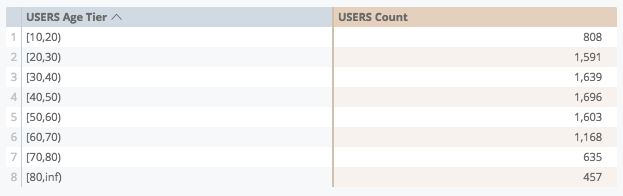 USERS Age Tier USERS Count
1 [10,20) 808
2 [20,30) 1,591
3 [30,40) 1,639
4 [40,50) 1,696
5 [50,60) 1,603
6 [60,70) 1,168
7 [70,80) 635
8 [80,inf) 457